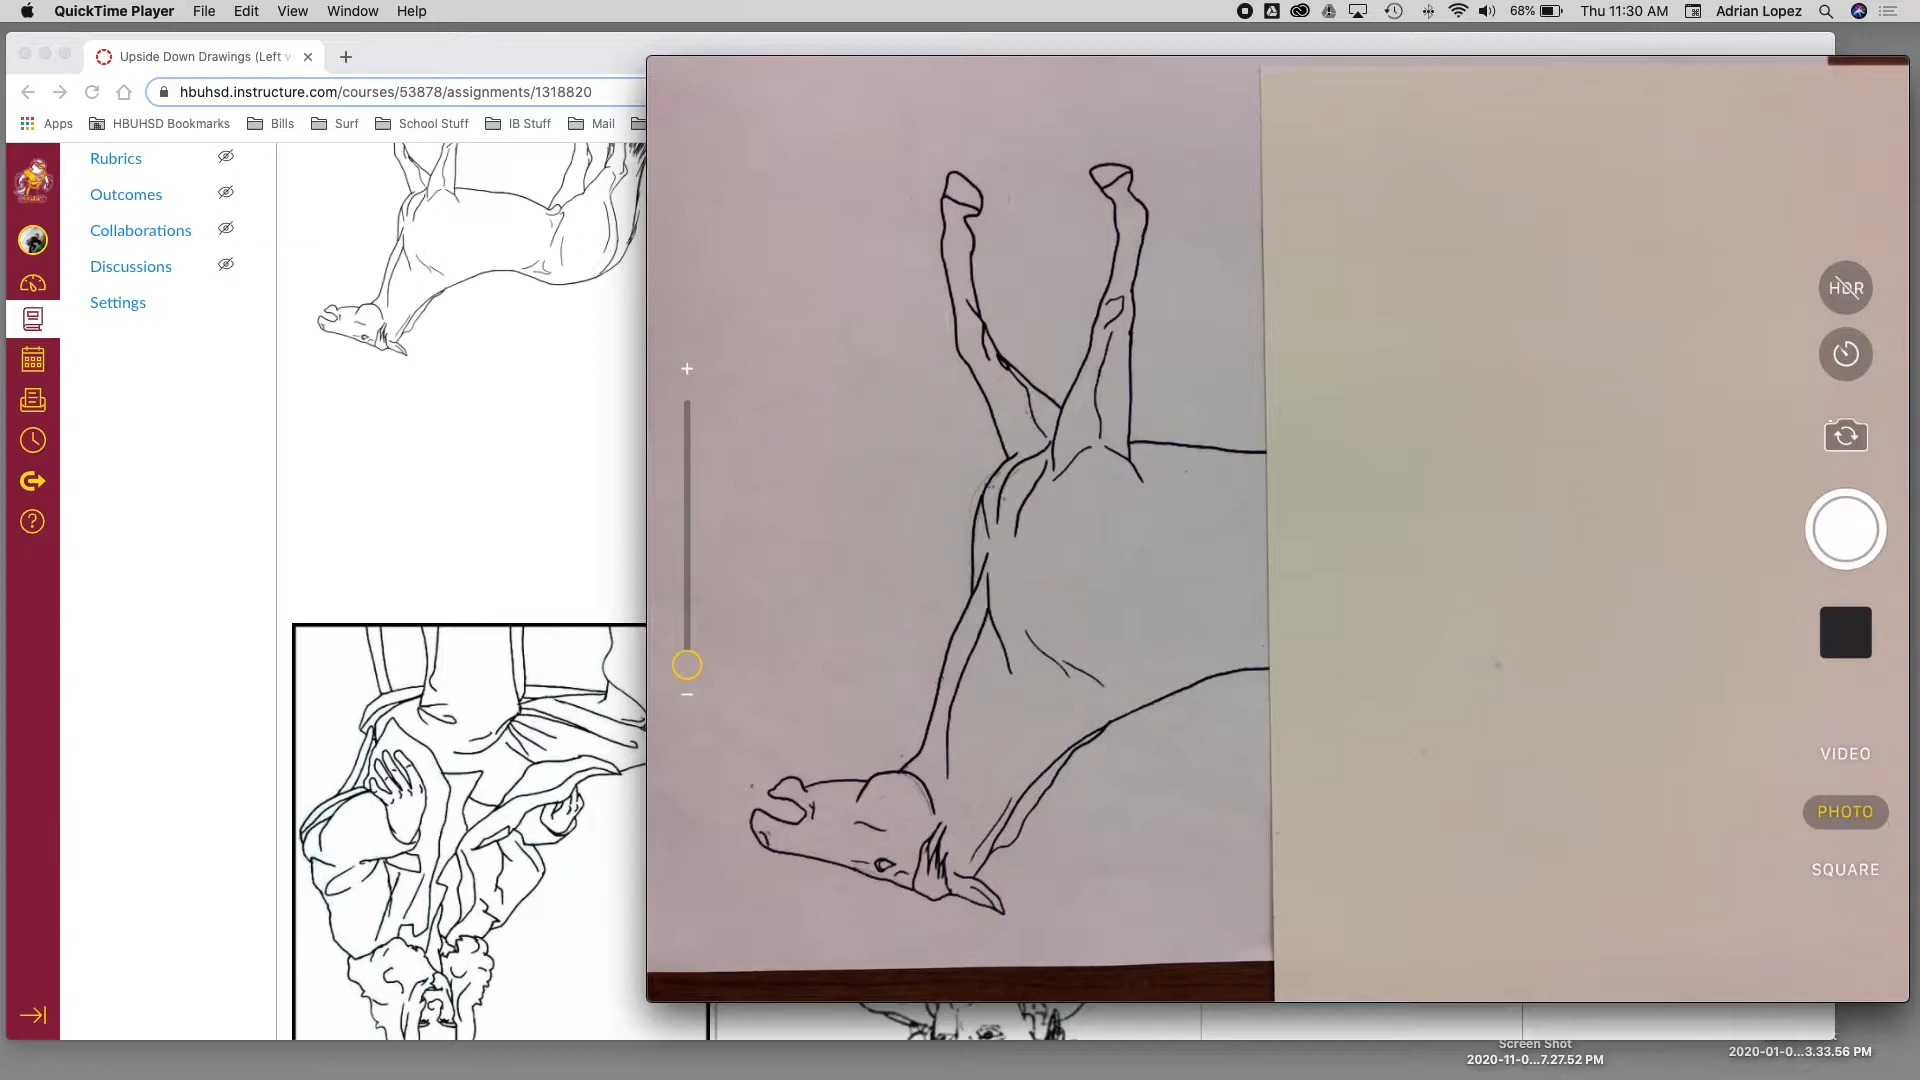 QuickTime Player File Edit View Window Help 68% Thu 11:30 AM Adrian Lopez
Upside Down Drawings (Left v
hbuhsd.instructure.com/courses/53878/assignments/1318820
Apps HBUHSD Bookmarks Bills Surf School Stuff IB Stuff Mail
Rubrics
Outcomes
Collaborations
Discussions
Settings
HDR
VIDEO
PHOTO
SQUARE
Screen Shot
2020-11-0...7.27.52 PM
2020-01-0...3.33.56 PM